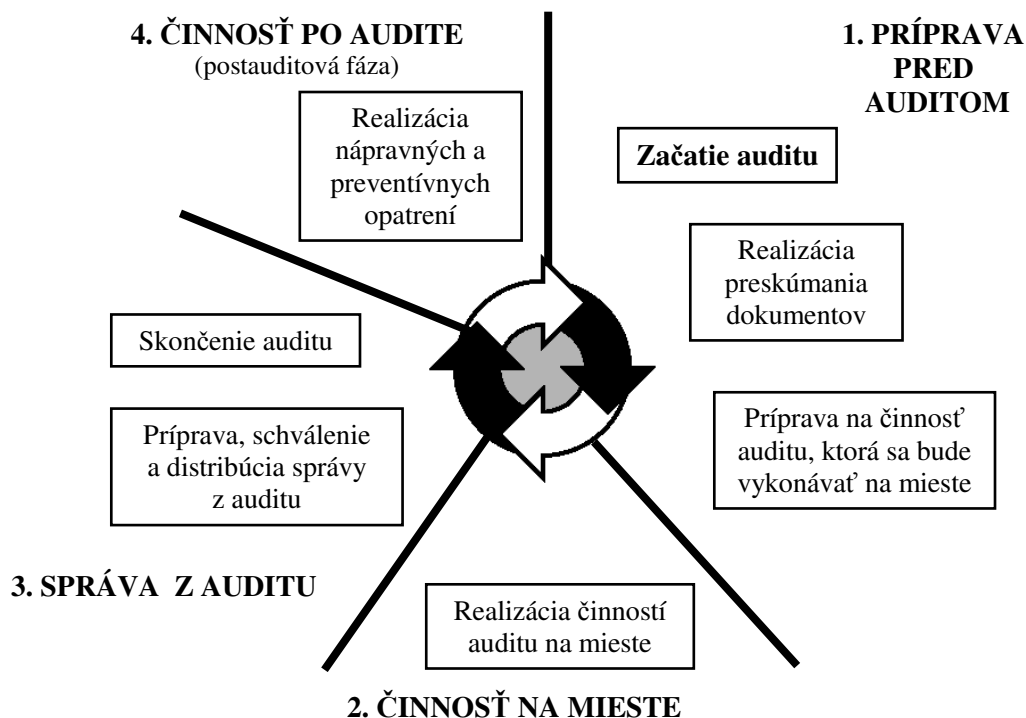 1. PRÍPRAVA
PRED
AUDITOM
Začatie auditu
Realizácia
preskúmania
dokumentov
Príprava na činnosť
auditu, ktorá sa bude
vykonávať na mieste
Realizácia činností
auditu na mieste
2. ČINNOSŤ NA MIESTE
3. SPRÁVA Z AUDITU
Príprava, schválenie
a distribúcia správy
z auditu
Skončenie auditu
4. ČINNOSŤ PO AUDITE
(postauditová fáza)
Realizácia
nápravných a
preventívnych
opatrení